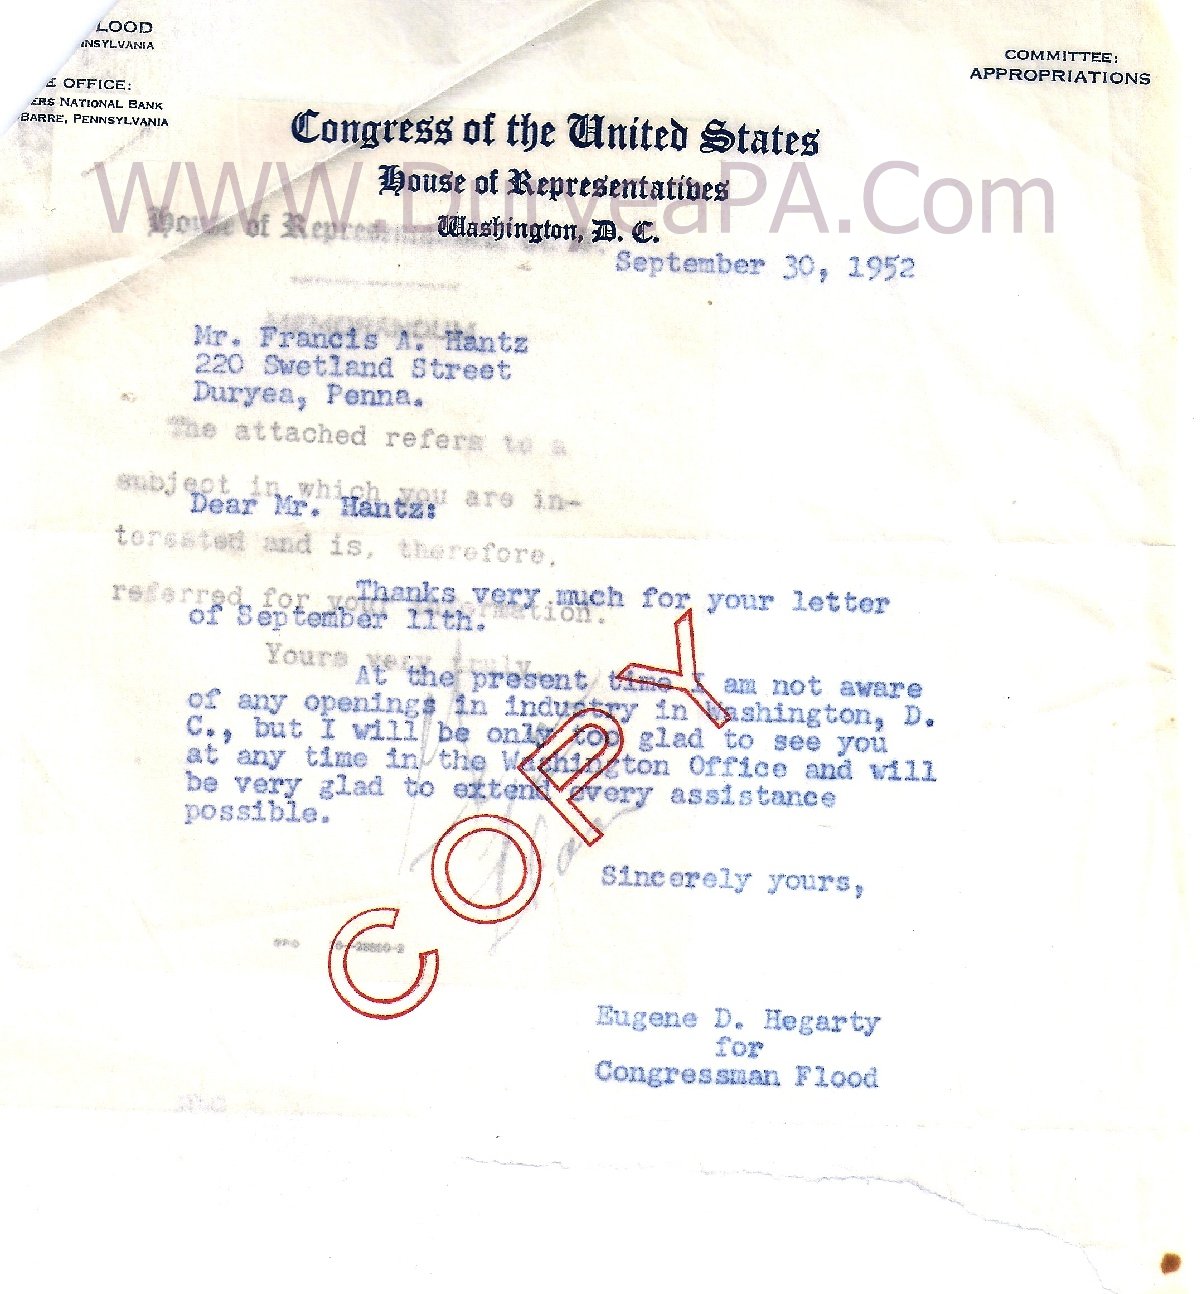 LOOD
NSYLVANIA
E OFFICE:
ERS NATIONAL BANK
BARRE, PENNSYLVANIA
COMMITTEE:
APPROPRIATIONS
Congress of the United States
House of Representatives
Washington, D. C.
WWW.DuryeaPA.Com
House of Representatives
September 30, 1952
MEMORANDUM
Mr. Francis A. Hantz
220 Swetland Street
Duryea, Penna.
The attached refers to a
subject in which you are in-
terested and is, therefore,
referred for your information.
Yours very truly
Dear Mr. Hantz:
Thanks very much for your letter
of September 11th.
At the present time I am not aware
of any openings in industry in Washington, D.
C., but I will be only too glad to see you
at any time in the Washington Office and will
be very glad to extend every assistance
possible.
COPY
Sincerely yours,
GPO
Eugene D. Hegarty
for
Congressman Flood